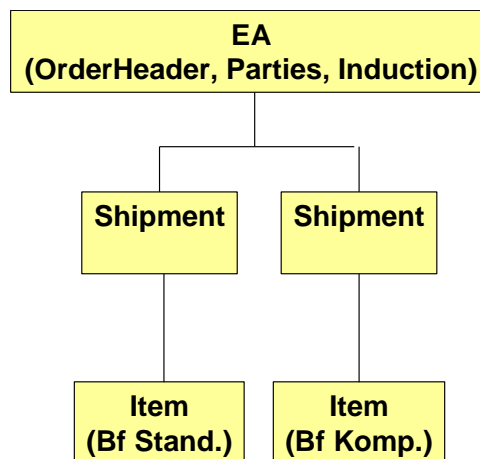 EA
(OrderHeader, Parties, Induction)
Shipment
Shipment
Item
(Bf Stand.)
Item
(Bf Komp.)